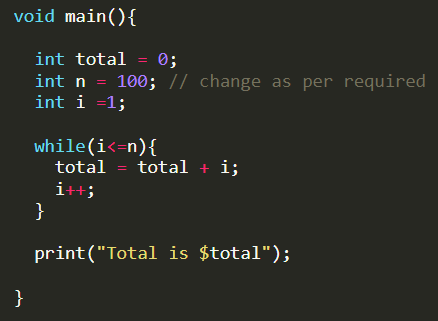 void main(){
int total = 0;
int n = 100; // change as per required
int i =1;
while(i<=n){
total = total + i;
i++;
}
print("Total is $total");
}